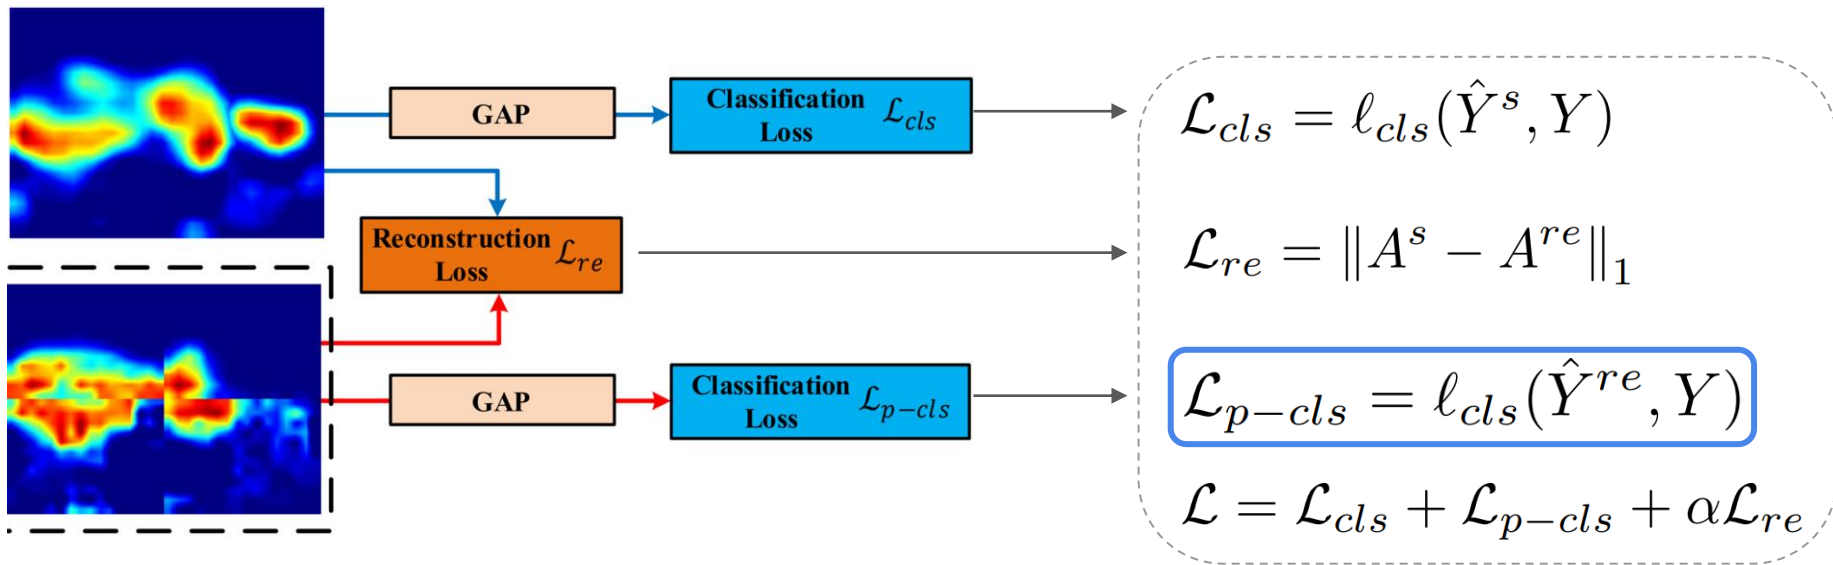 GAP
Classification
Loss
ℒ_cls
ℒ_cls = ℓ_cls(Ŷ^s, Y)
Reconstruction
Loss
ℒ_re
ℒ_re = ‖A^s − A^re‖_1
GAP
Classification
Loss
ℒ_p−cls
ℒ_p−cls = ℓ_cls(Ŷ^re, Y)
ℒ = ℒ_cls + ℒ_p−cls + αℒ_re